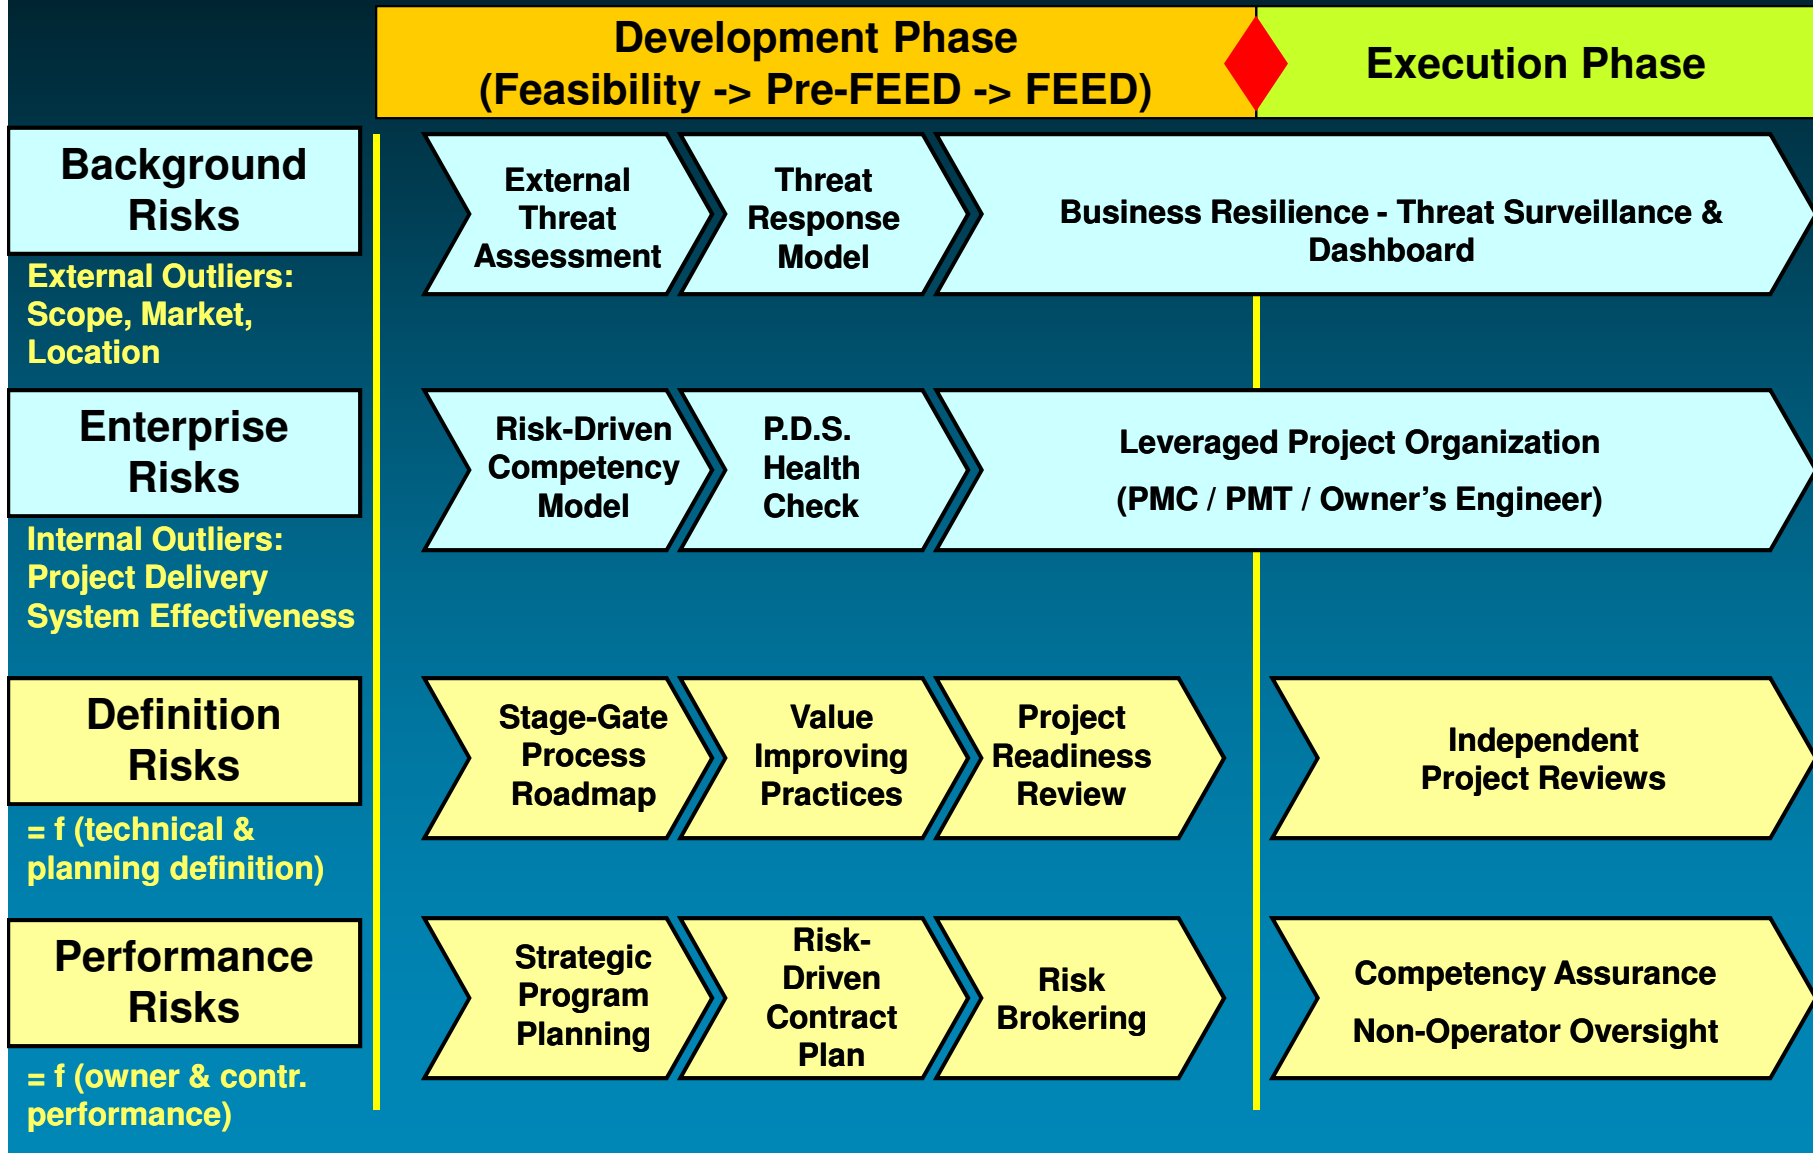 Development Phase
(Feasibility -> Pre-FEED -> FEED)
Execution Phase
Background
Risks
External Outliers:
Scope, Market,
Location
External
Threat
Assessment
Threat
Response
Model
Business Resilience - Threat Surveillance &
Dashboard
Enterprise
Risks
Internal Outliers:
Project Delivery
System Effectiveness
Risk-Driven
Competency
Model
P.D.S.
Health
Check
Leveraged Project Organization
(PMC / PMT / Owner’s Engineer)
Definition
Risks
= f (technical &
planning definition)
Stage-Gate
Process
Roadmap
Value
Improving
Practices
Project
Readiness
Review
Independent
Project Reviews
Performance
Risks
= f (owner & contr.
performance)
Strategic
Program
Planning
Risk-
Driven
Contract
Plan
Risk
Brokering
Competency Assurance
Non-Operator Oversight